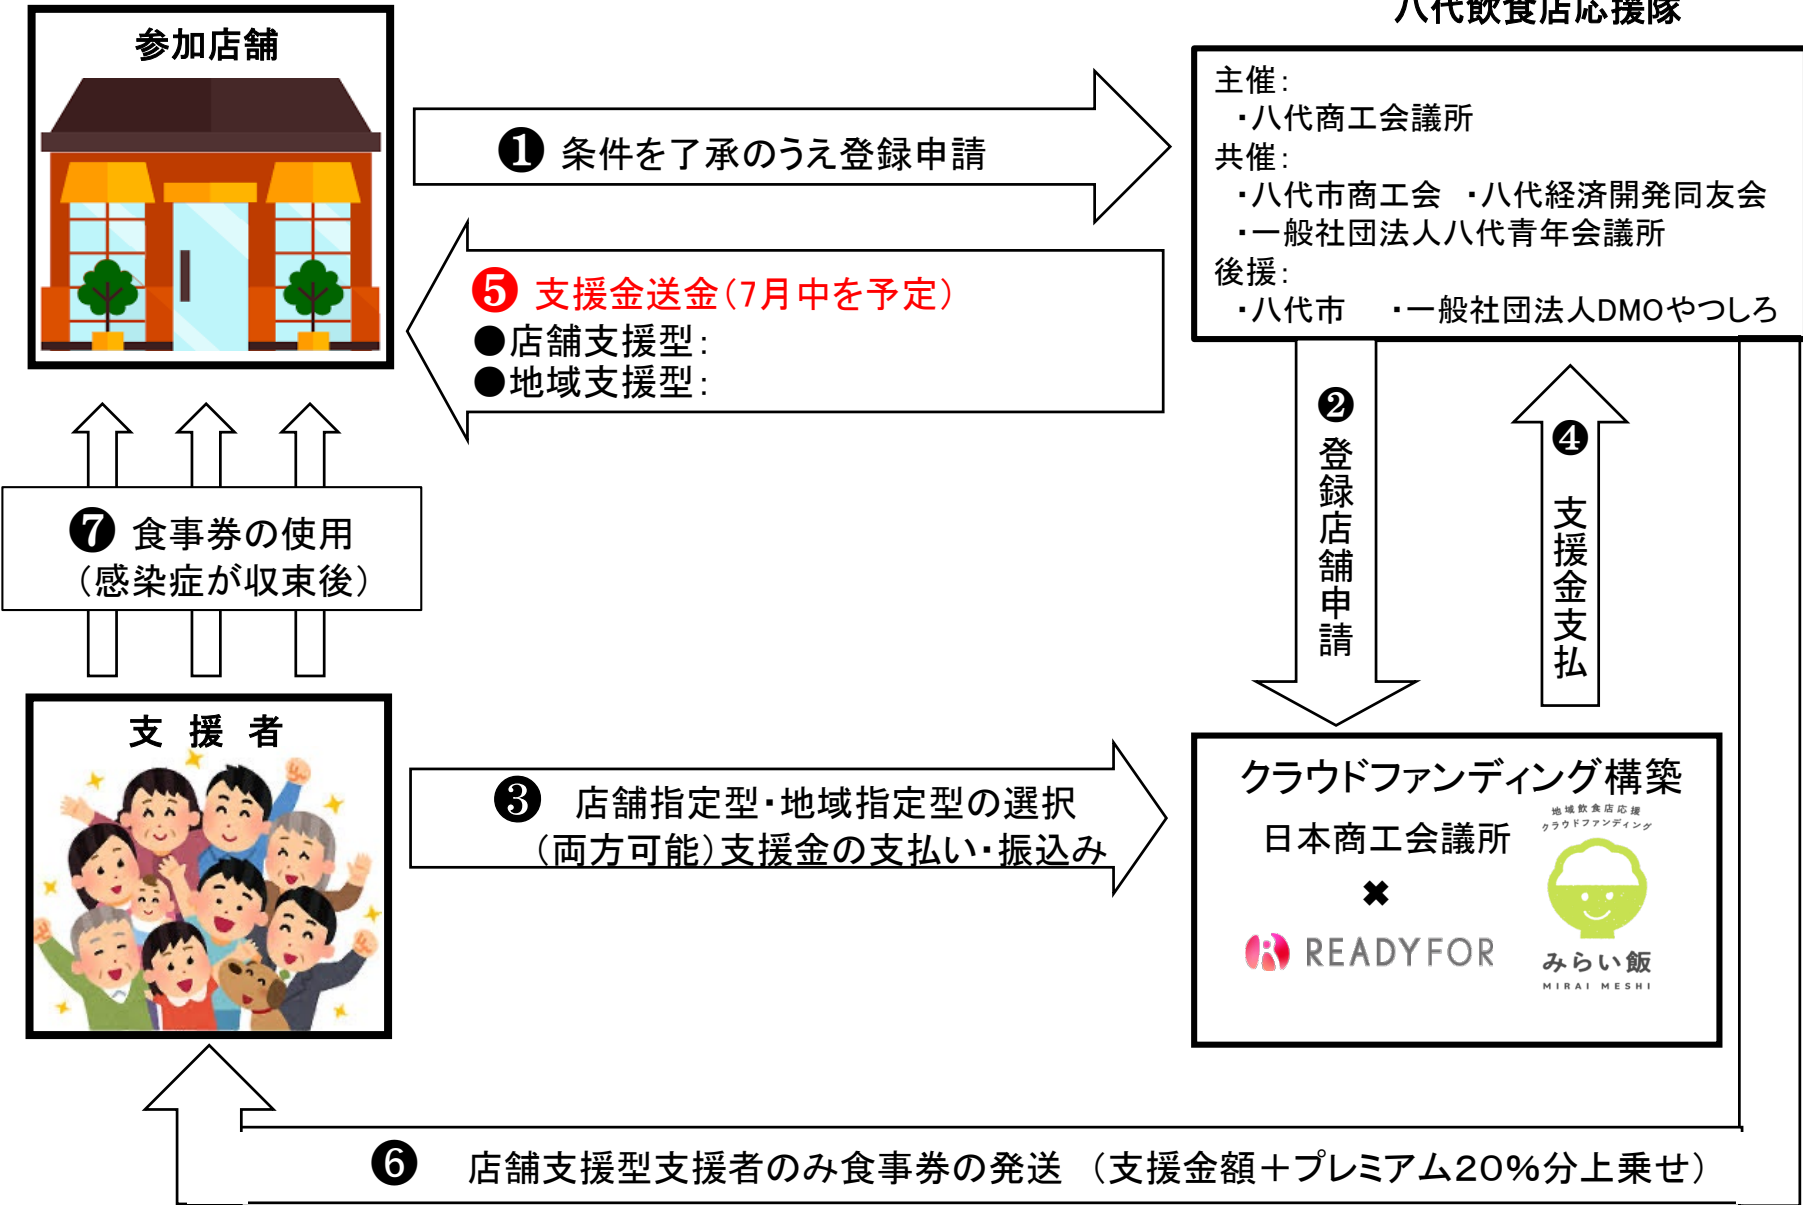 八代飲食店応援隊
参加店舗
主催：
・八代商工会議所
共催：
・八代市商工会　・八代経済開発同友会
・一般社団法人八代青年会議所
後援：
・八代市　・一般社団法人DMOやつしろ
❶ 条件を了承のうえ登録申請
❺ 支援金送金（7月中を予定）
●店舗支援型：
●地域支援型：
❷登録店舗申請
❹支援金支払
❼ 食事券の使用
（感染症が収束後）
支 援 者
❸ 店舗指定型・地域指定型の選択
（両方可能）支援金の支払い・振込み
クラウドファンディング構築
日本商工会議所
✖
READYFOR
地域飲食店応援
クラウドファンディング
みらい飯
MIRAI MESHI
❻ 店舗支援型支援者のみ食事券の発送 （支援金額＋プレミアム20％分上乗せ）